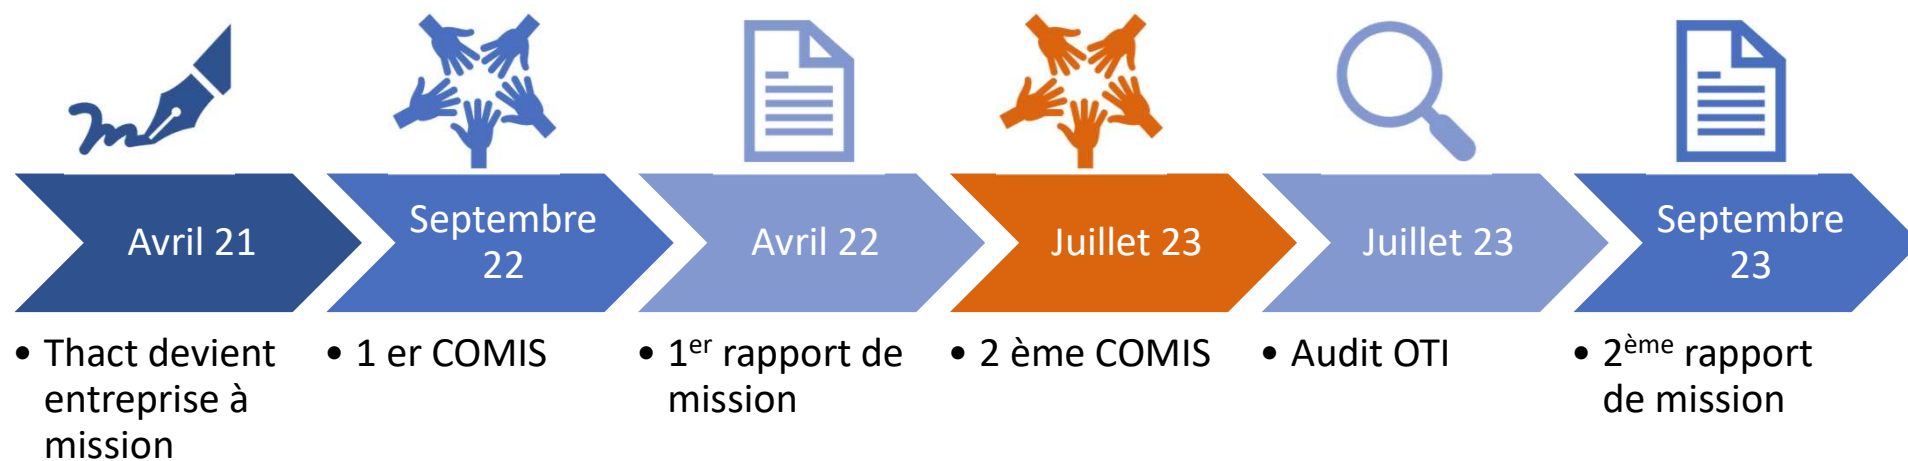 Avril 21
Septembre
22
Avril 22
Juillet 23
Juillet 23
Septembre
23
• Thact devient
entreprise à
mission
• 1 er COMIS
• 1er rapport de
mission
• 2 ème COMIS
• Audit OTI
• 2ème rapport
de mission